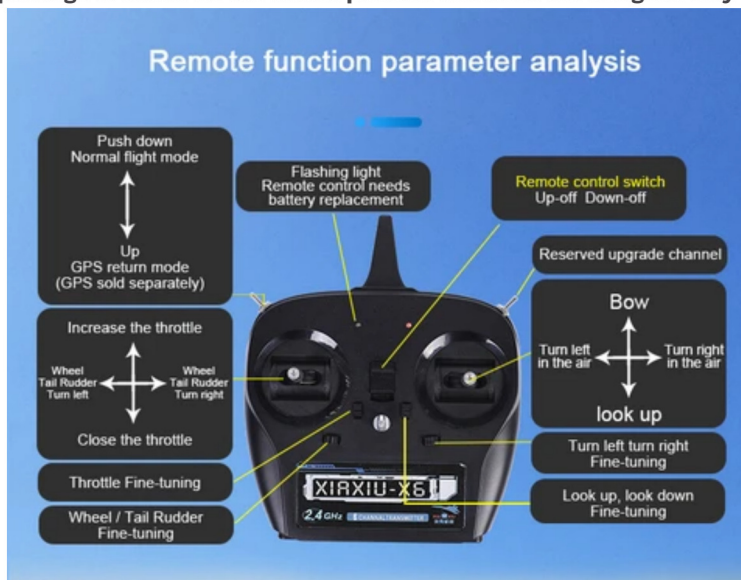 Remote function parameter analysis
Push down
Normal flight mode
Up
GPS return mode
(GPS sold separately)
Flashing light
Remote control needs
battery replacement
Remote control switch
Up-off Down-off
Reserved upgrade channel
Increase the throttle
Wheel
Tail Rudder
Turn left
Wheel
Tail Rudder
Turn right
Close the throttle
Bow
Turn left
in the air
Turn right
in the air
look up
Throttle Fine-tuning
Wheel / Tail Rudder
Fine-tuning
Turn left turn right
Fine-tuning
Look up, look down
Fine-tuning
XIAXIU-X6
2.4 GHz
CHANNELTRANSMITTER